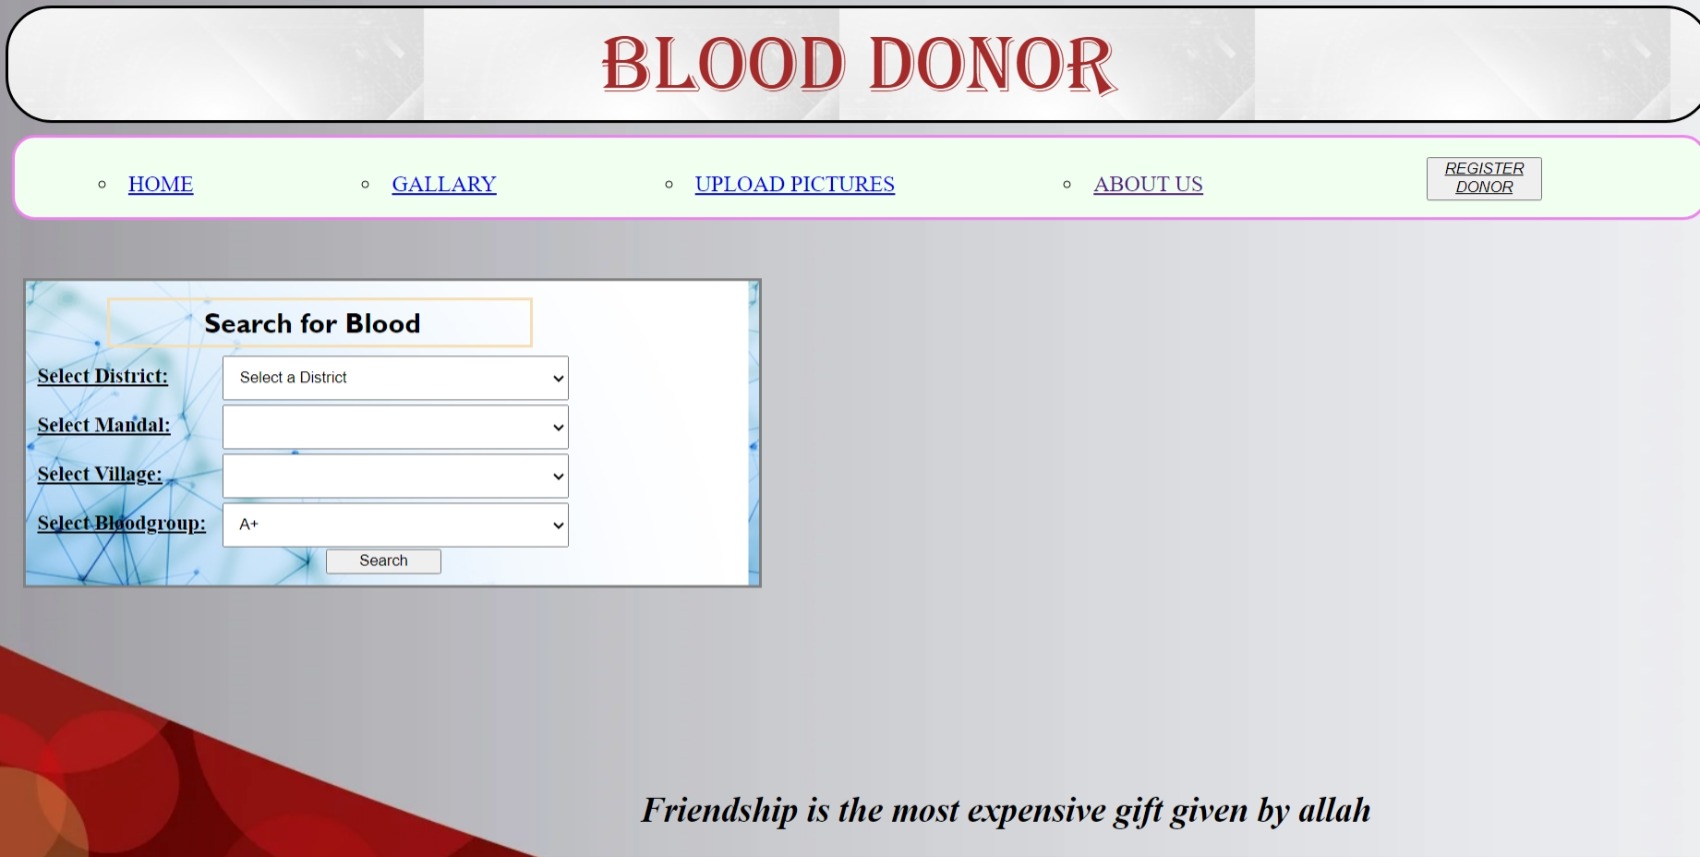 BLOOD DONOR
HOME GALLARY UPLOAD PICTURES ABOUT US REGISTER
DONOR
Search for Blood
Select District: Select a District
Select Mandal:
Select Village:
Select Bloodgroup: A+
Search
Friendship is the most expensive gift given by allah